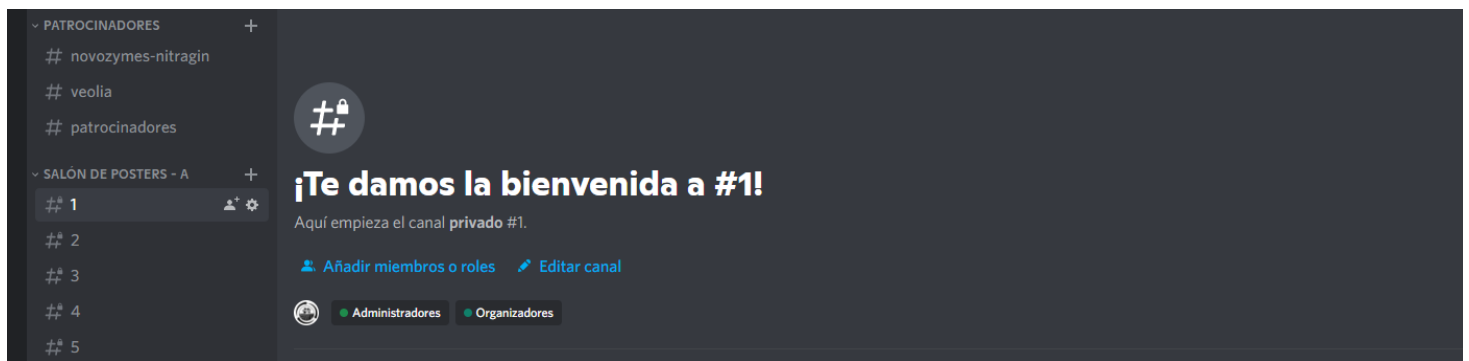 PATROCINADORES
novozymes-nitragin
veolia
patrocinadores
SALÓN DE POSTERS - A
1
2
3
4
5
¡Te damos la bienvenida a #1!
Aquí empieza el canal privado #1.
Añadir miembros o roles Editar canal
Administradores Organizadores